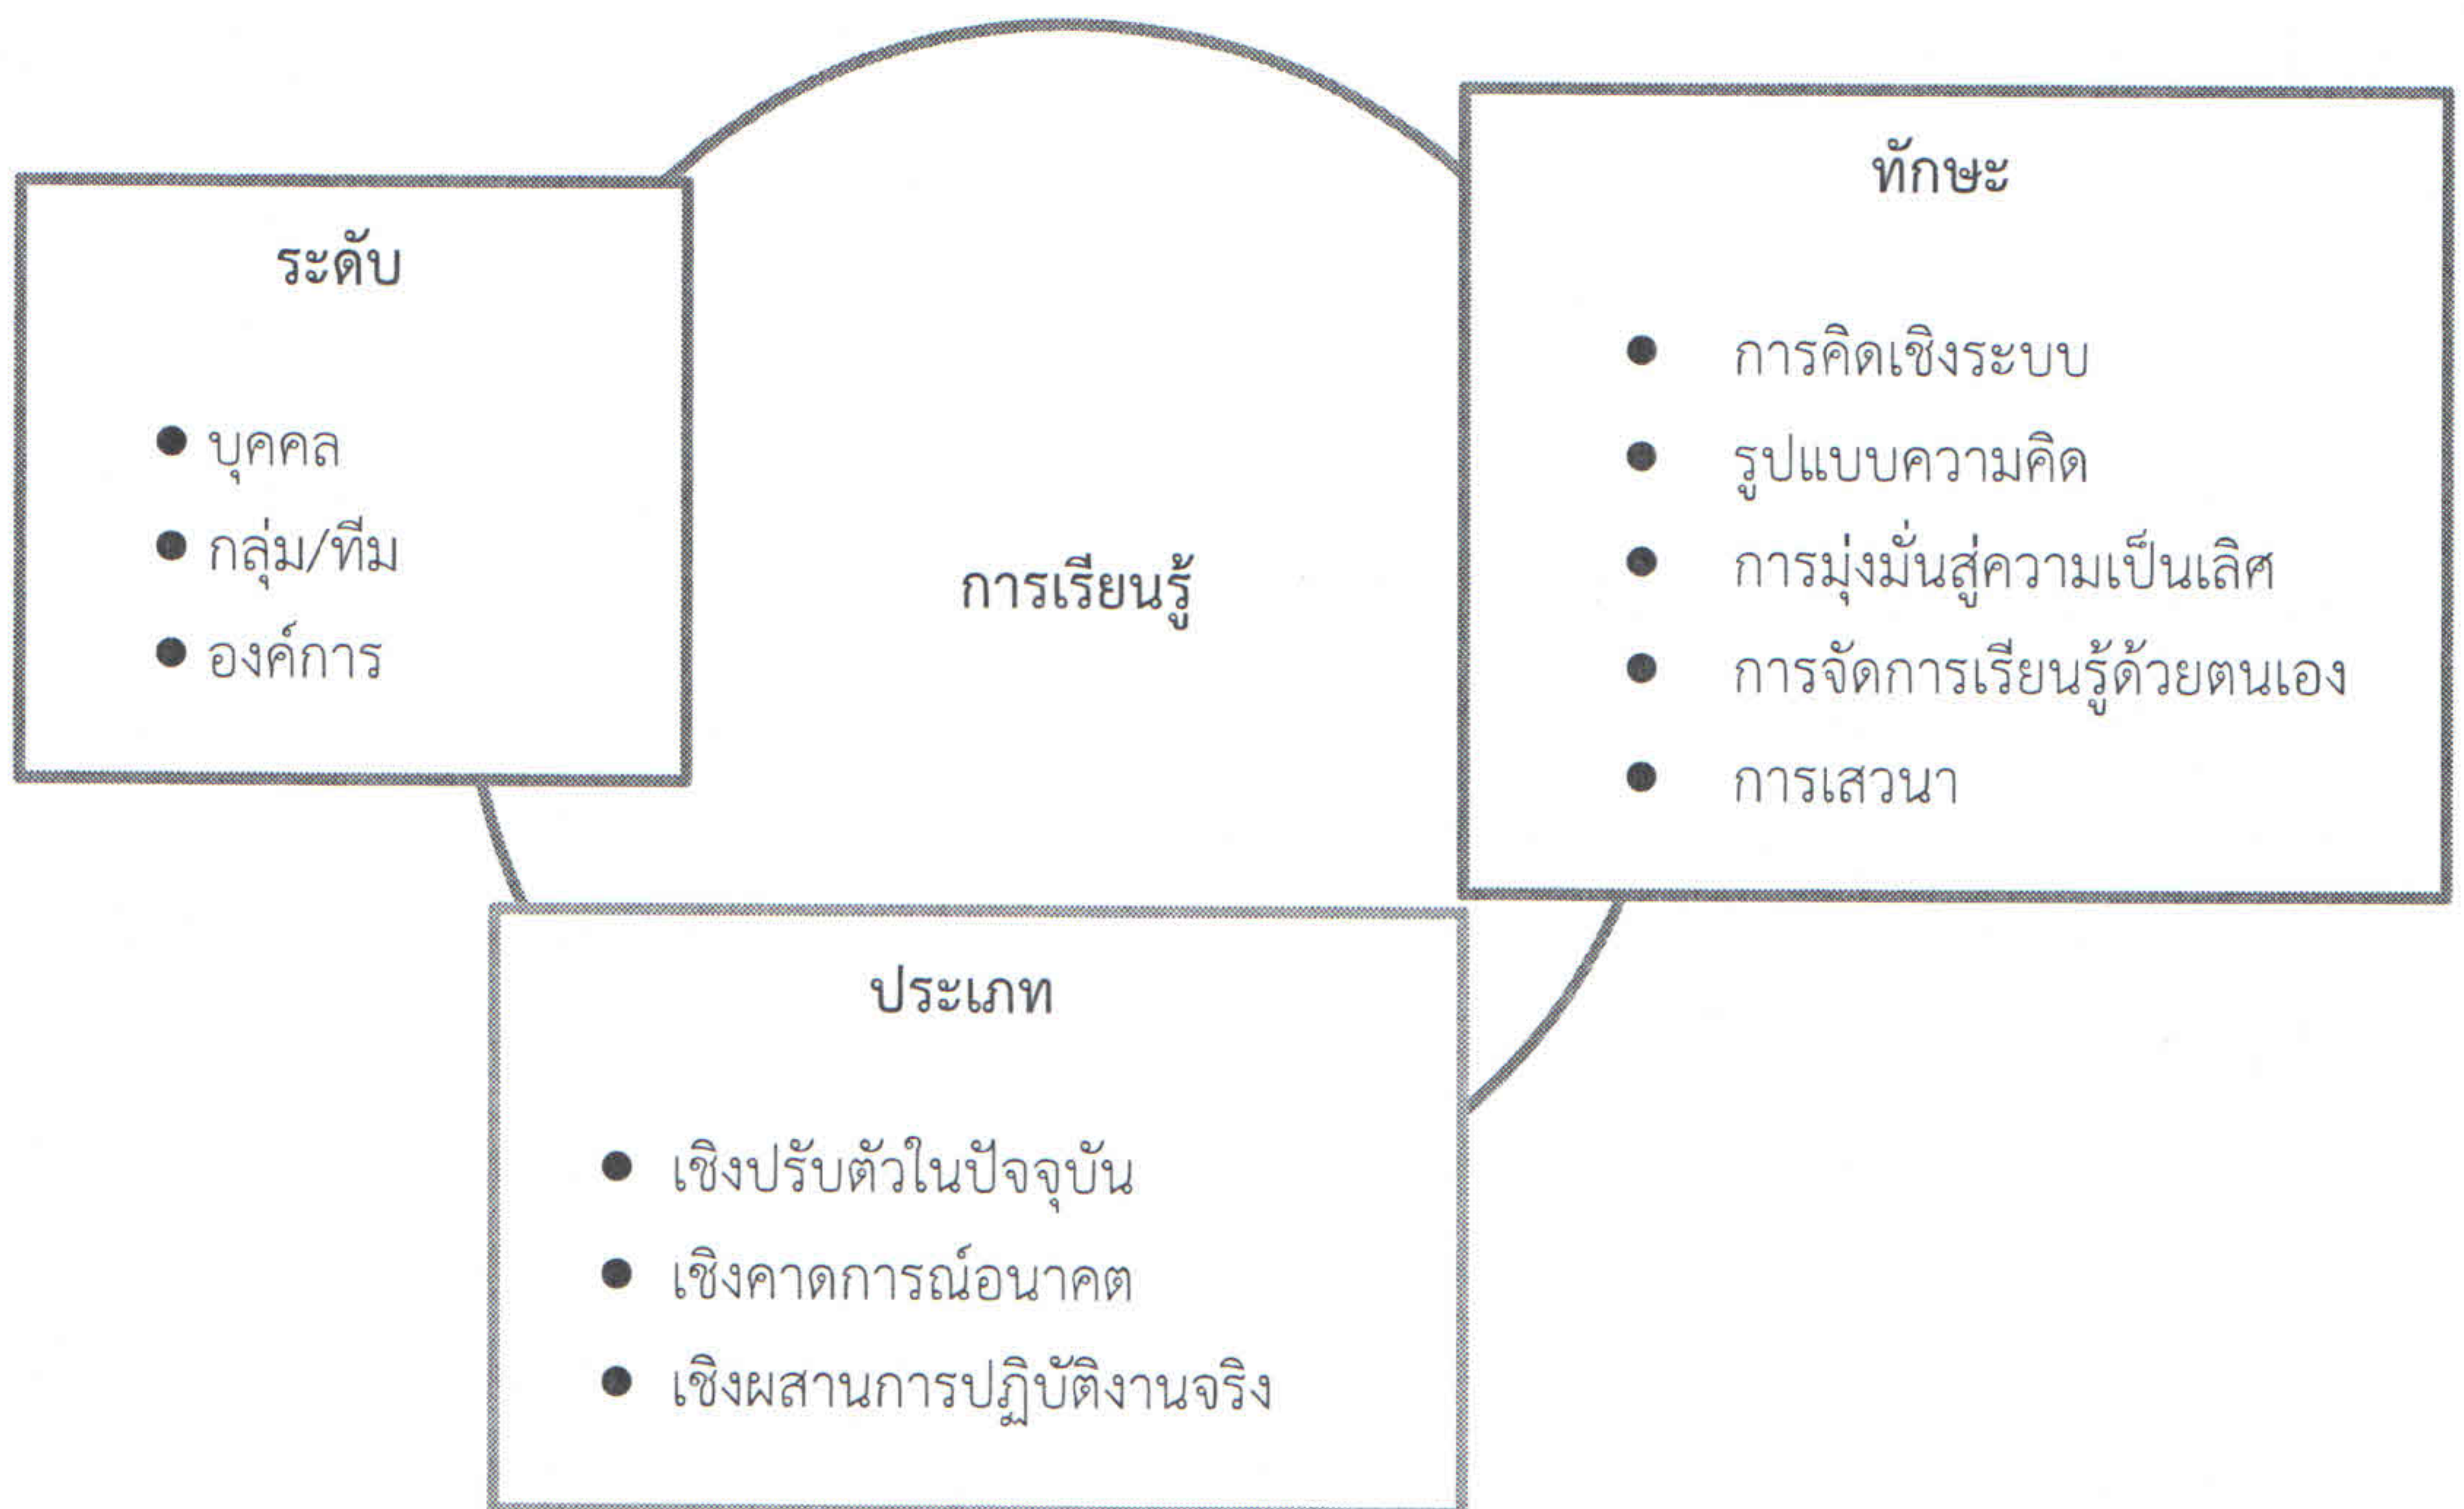 ระดับ
● บุคคล
● กลุ่ม/ทีม
● องค์การ
การเรียนรู้
ทักษะ
● การคิดเชิงระบบ
● รูปแบบความคิด
● การมุ่งมั่นสู่ความเป็นเลิศ
● การจัดการเรียนรู้ด้วยตนเอง
● การเสวนา
ประเภท
● เชิงปรับตัวในปัจจุบัน
● เชิงคาดการณ์อนาคต
● เชิงผสานการปฏิบัติงานจริง